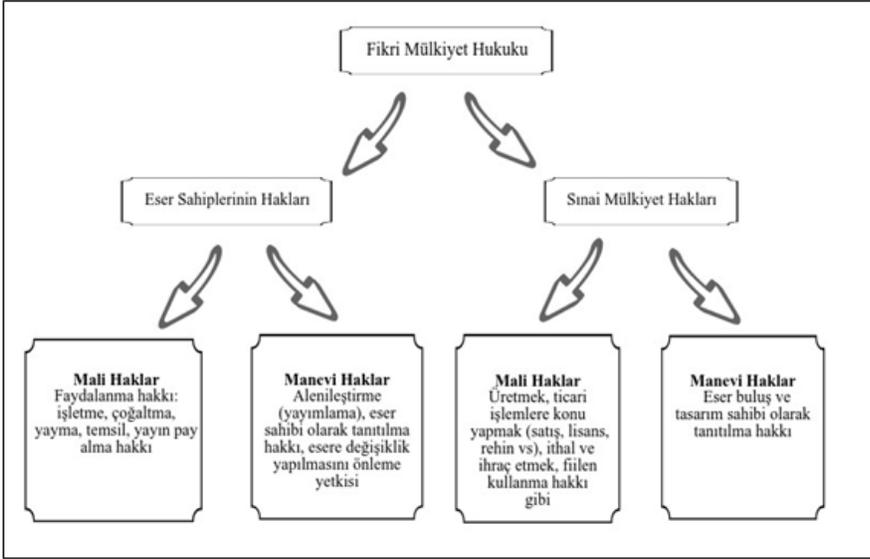 Fikri Mülkiyet Hukuku
Eser Sahiplerinin Hakları
Sınai Mülkiyet Hakları
Mali Haklar
Faydalanma hakkı:
işletme, çoğaltma,
yayma, temsil, yayın pay
alma hakkı
Manevi Haklar
Alenileştirme
(yayımlama), eser
sahibi olarak tanıtılma
hakkı, esere değişiklik
yapılmasını önleme
yetkisi
Mali Haklar
Üretmek, ticari
işlemlere konu
yapmak (satış, lisans,
rehin vs), ithal ve
ihraç etmek, fiilen
kullanma hakkı
gibi
Manevi Haklar
Eser buluş ve
tasarım sahibi olarak
tanıtılma hakkı